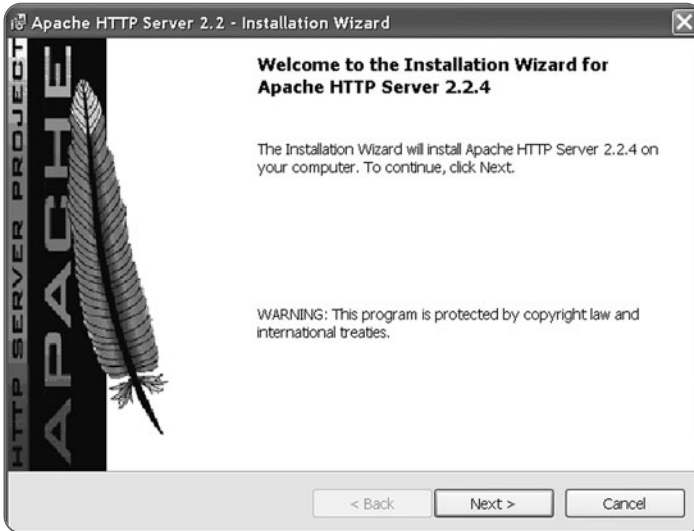 Apache HTTP Server 2.2 - Installation Wizard
HTTP SERVER PROJECT
APACHE
Welcome to the Installation Wizard for
Apache HTTP Server 2.2.4
The Installation Wizard will install Apache HTTP Server 2.2.4 on
your computer. To continue, click Next.
WARNING: This program is protected by copyright law and
international treaties.
< Back
Next >
Cancel